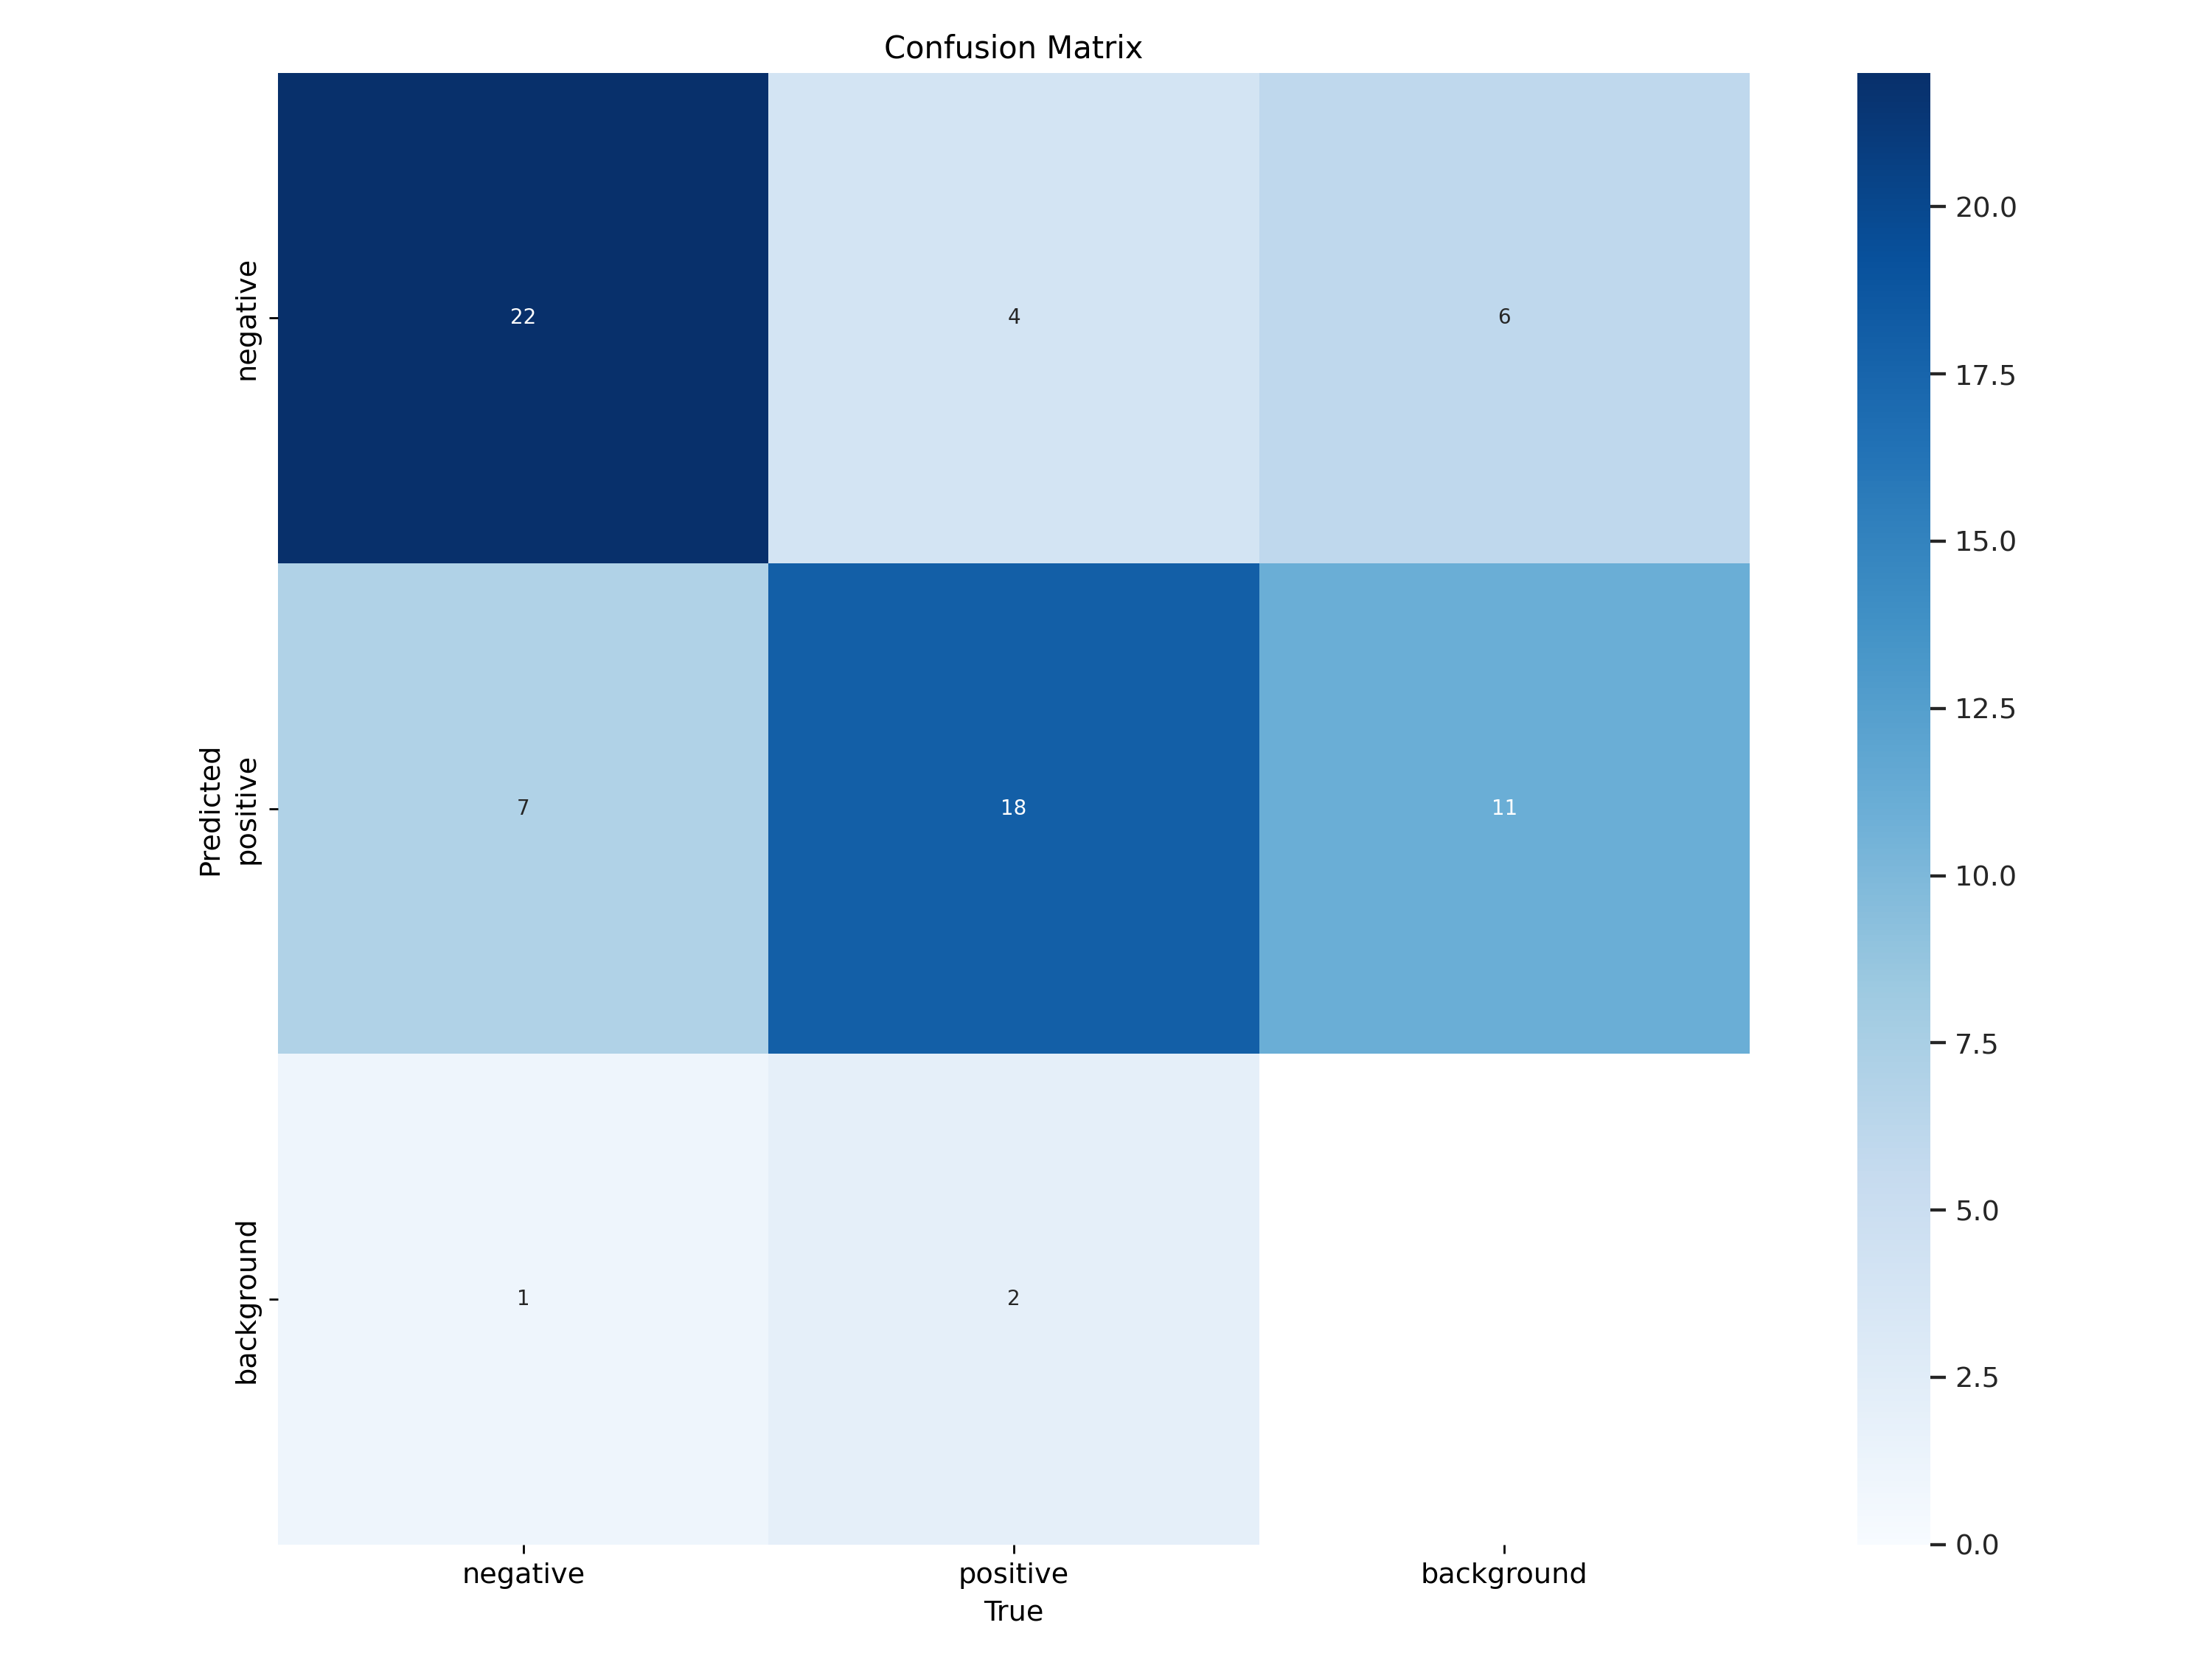 Confusion Matrix
negative
22
4
6
20.0
17.5
15.0
12.5
Predicted
positive
7
18
11
10.0
7.5
5.0
background
1
2
2.5
0.0
negative
positive
background
True